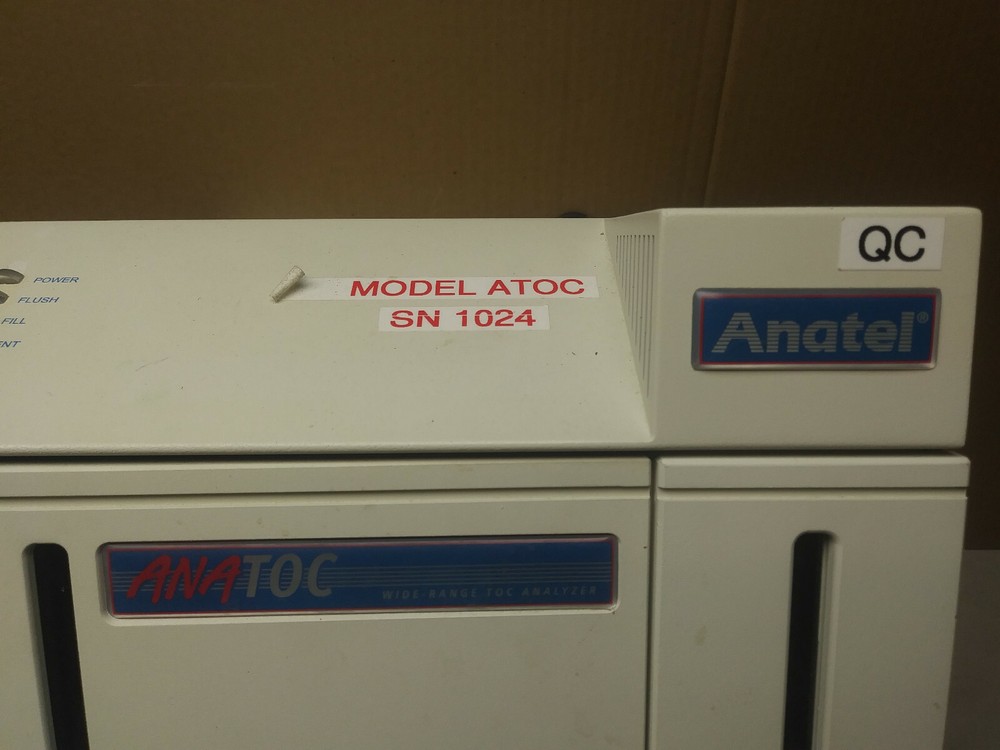 QC
POWER
MODEL ATOC
FLUSH
SN 1024
Anatel®
FILL
ANATOC
WIDE-RANGE TOC ANALYZER